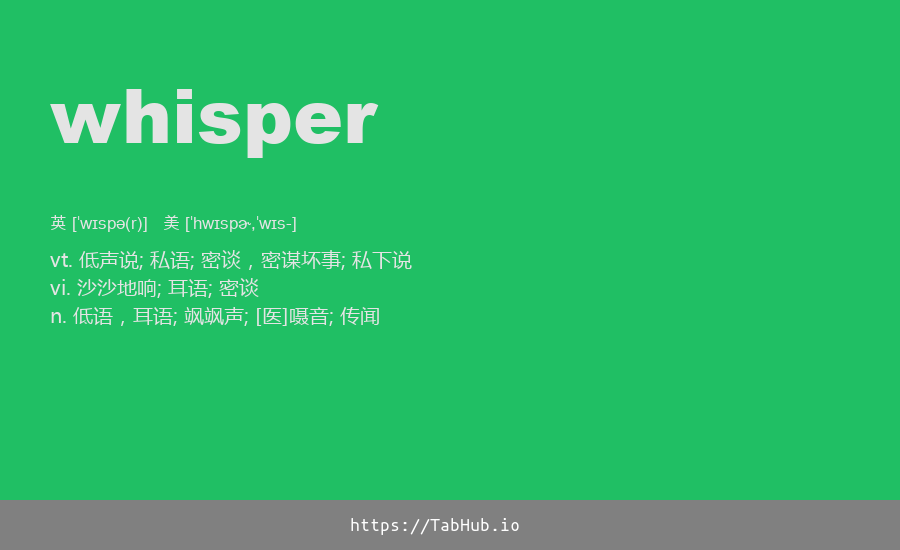 whisper
英 [ˈwɪspə(r)] 美 [ˈhwɪspɚ,ˈwɪs-]
vt. 低声说; 私语; 密谈，密谋坏事; 私下说
vi. 沙沙地响; 耳语; 密谈
n. 低语，耳语; 飒飒声; [医]嗫音; 传闻
https://TabHub.io